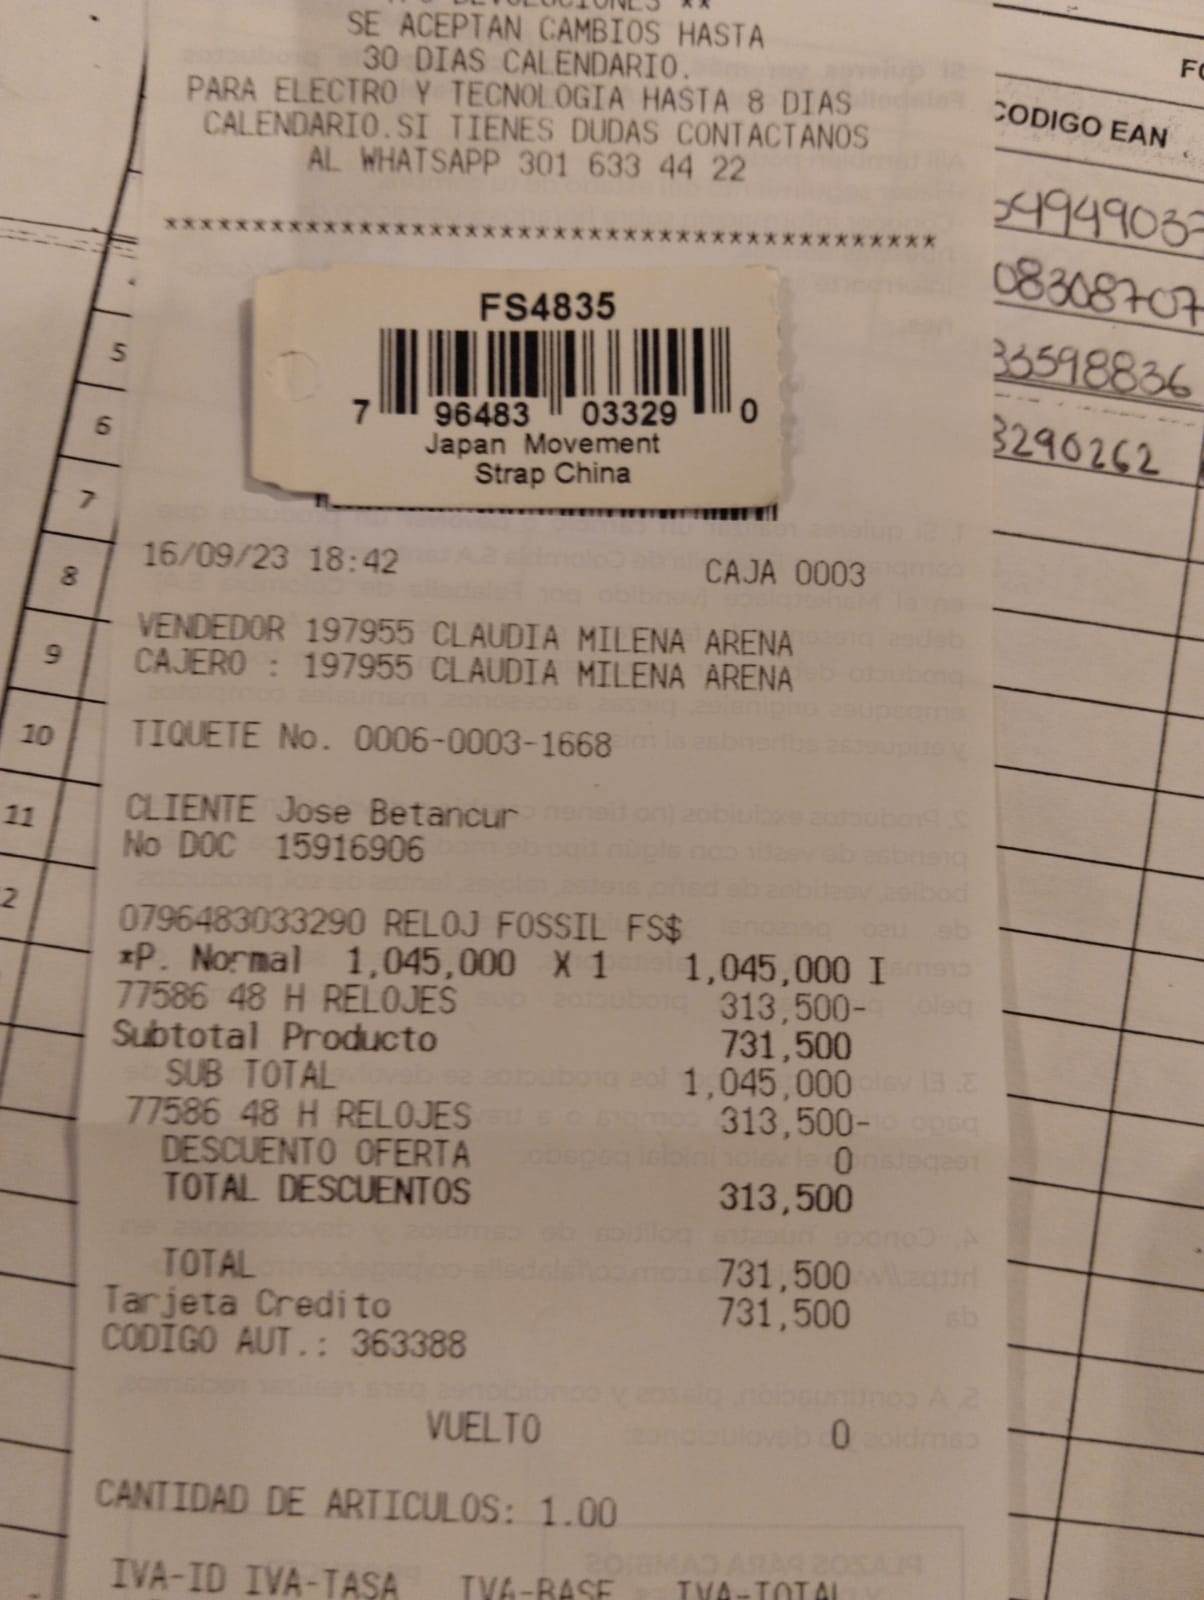 SE ACEPTAN CAMBIOS HASTA
30 DIAS CALENDARIO.
PARA ELECTRO Y TECNOLOGIA HASTA 8 DIAS
CALENDARIO.SI TIENES DUDAS CONTACTANOS
AL WHATSAPP 301 633 44 22
********************************************
FS4835
7 96483 03329 0
Japan Movement
Strap China
16/09/23 18:42 CAJA 0003
VENDEDOR 197955 CLAUDIA MILENA ARENA
CAJERO : 197955 CLAUDIA MILENA ARENA
TIQUETE No. 0006-0003-1668
CLIENTE Jose Betancur
No DOC 15916906
0796483033290 RELOJ FOSSIL FS$
*P. Normal 1,045,000 X 1 1,045,000 I
77586 48 H RELOJES 313,500-
Subtotal Producto 731,500
SUB TOTAL 1,045,000
77586 48 H RELOJES 313,500-
DESCUENTO OFERTA 0
TOTAL DESCUENTOS 313,500
TOTAL 731,500
Tarjeta Credito 731,500
CODIGO AUT.: 363388
VUELTO 0
CANTIDAD DE ARTICULOS: 1.00
IVA-ID IVA-TASA IVA-BASE IVA-TOTAL
5
6
7
8
9
10
11
CODIGO EAN
08308707
33598836
3290262